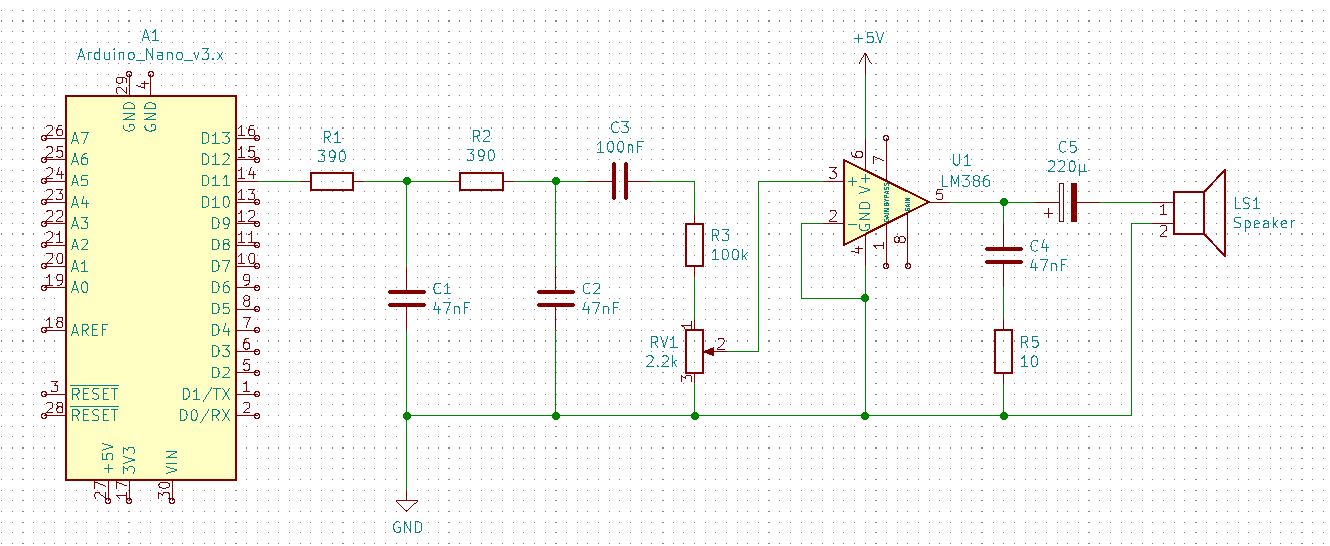 A1
Arduino_Nano_v3.x
29
4
GND
GND
26 A7
25 A6
24 A5
23 A4
22 A3
21 A2
20 A1
19 A0
18 AREF
3 RESET
28 RESET
D13 16
D12 15
D11 14
D10 13
D9 12
D8 11
D7 10
D6 9
D5 8
D4 7
D3 6
D2 5
D1/TX 1
D0/RX 2
+5V
3V3
VIN
27
17
30
R1
390
C1
47nF
GND
R2
390
C2
47nF
C3
100nF
R3
100k
RV1
2.2k
1
2
3
+5V
6
7
U1
LM386
3
2
+
-
V+
GND
BYPASS
GAIN
GAIN
5
4
1
8
C4
47nF
R5
10
C5
220µ
+
1
2
LS1
Speaker